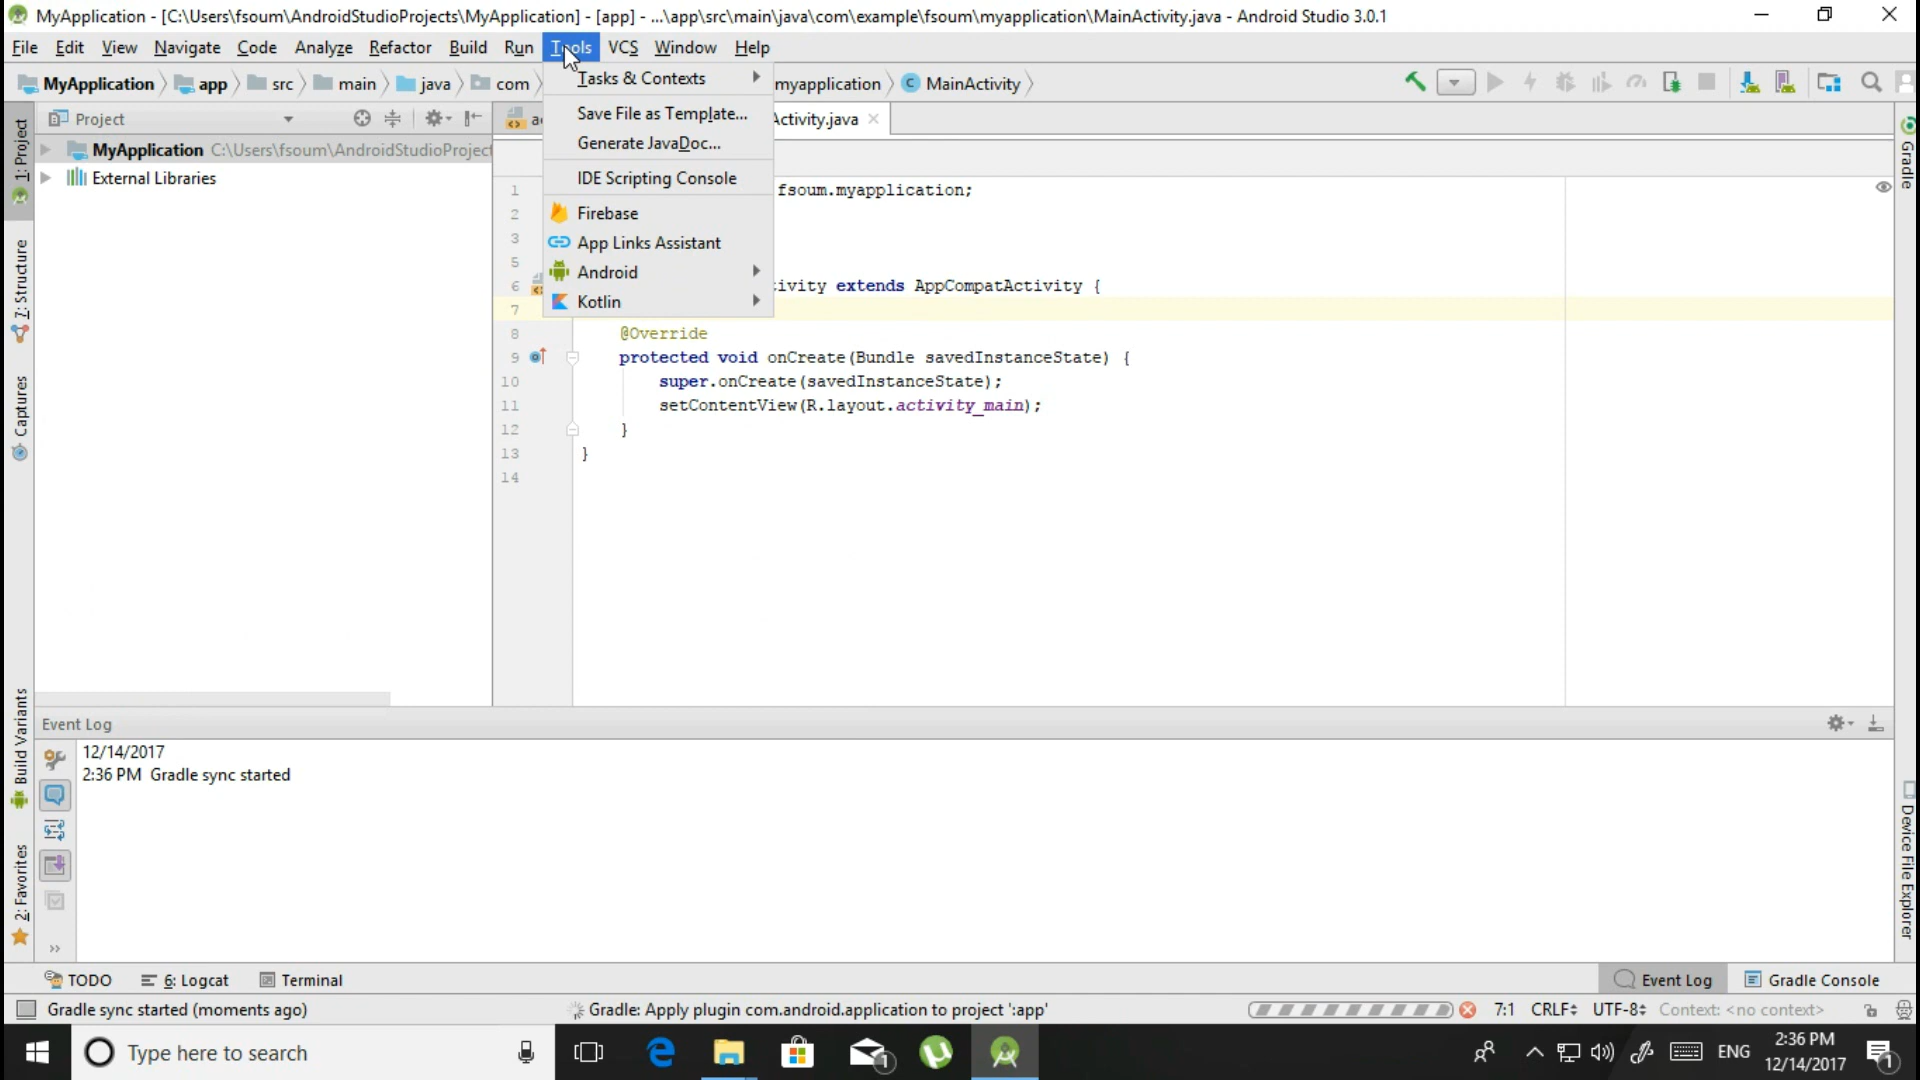 MyApplication - [C:\Users\fsoum\AndroidStudioProjects\MyApplication] - [app] - ...\app\src\main\java\com\example\fsoum\myapplication\MainActivity.java - Android Studio 3.0.1
File Edit View Navigate Code Analyze Refactor Build Run Tools VCS Window Help
MyApplication app src main java com myapplication MainActivity
Tasks & Contexts
Save File as Template...
Generate JavaDoc...
IDE Scripting Console
Firebase
App Links Assistant
Android
Kotlin
Project
MyApplication C:\Users\fsoum\AndroidStudioProject
External Libraries
1: Project
7: Structure
Captures
Build Variants
2: Favorites
Activity.java
1 fsoum.myapplication;
2
3
5
6 ivity extends AppCompatActivity {
7
8 @Override
9 protected void onCreate(Bundle savedInstanceState) {
10 super.onCreate(savedInstanceState);
11 setContentView(R.layout.activity_main);
12 }
13 }
14
Gradle
Device File Explorer
Event Log
12/14/2017
2:36 PM Gradle sync started
TODO 6: Logcat Terminal Event Log Gradle Console
Gradle sync started (moments ago) Gradle: Apply plugin com.android.application to project ':app' 7:1 CRLF UTF-8 Context: <no context>
Type here to search 1 ENG 2:36 PM 1
12/14/2017